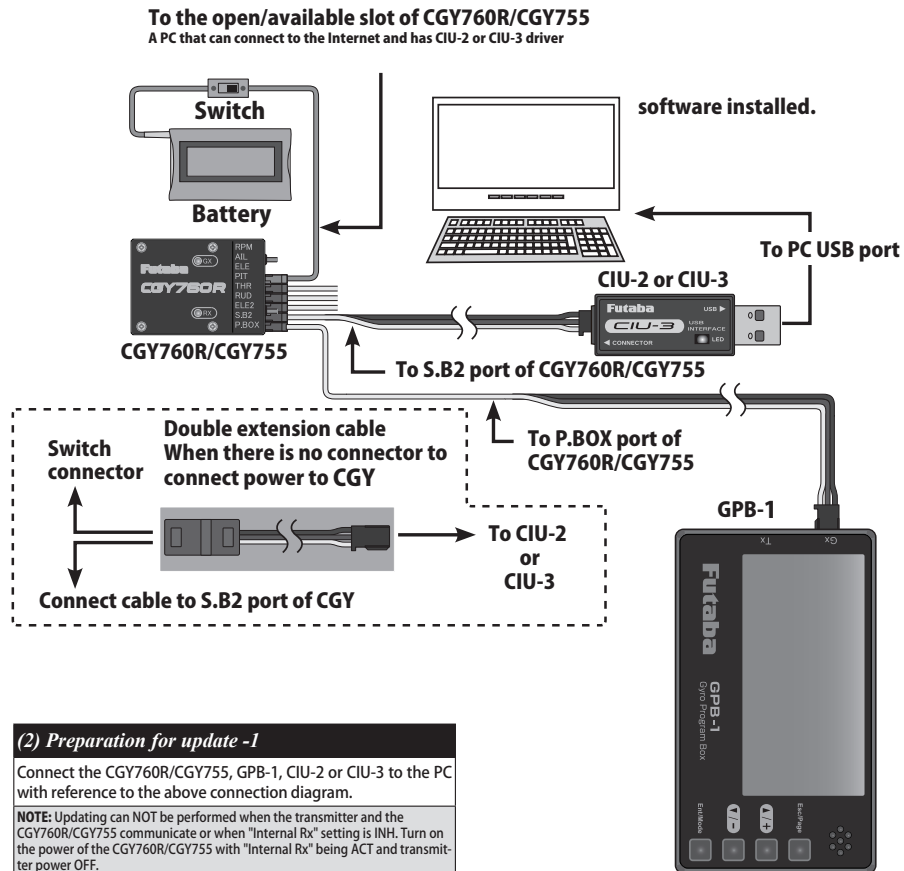 To the open/available slot of CGY760R/CGY755
A PC that can connect to the Internet and has CIU-2 or CIU-3 driver
software installed.
Switch
Battery
To PC USB port
CIU-2 or CIU-3
Futaba
CIU-3
USB ▶
USB
INTERFACE
LED
◀ CONNECTOR
Futaba
CGY760R
GX
RX
RPM
AIL
ELE
PIT
THR
RUD
ELE2
S.B2
P.BOX
CGY760R/CGY755
To S.B2 port of CGY760R/CGY755
To P.BOX port of
CGY760R/CGY755
Double extension cable
When there is no connector to
connect power to CGY
Switch
connector
To CIU-2
or
CIU-3
Connect cable to S.B2 port of CGY
GPB-1
Tx
Gx
Futaba
GPB-1
Gyro Program Box
Ent/Mode
▼/-
▲/+
Esc/Page
(2) Preparation for update -1
Connect the CGY760R/CGY755, GPB-1, CIU-2 or CIU-3 to the PC
with reference to the above connection diagram.
NOTE: Updating can NOT be performed when the transmitter and the
CGY760R/CGY755 communicate or when "Internal Rx" setting is INH. Turn on
the power of the CGY760R/CGY755 with "Internal Rx" being ACT and transmit-
ter power OFF.